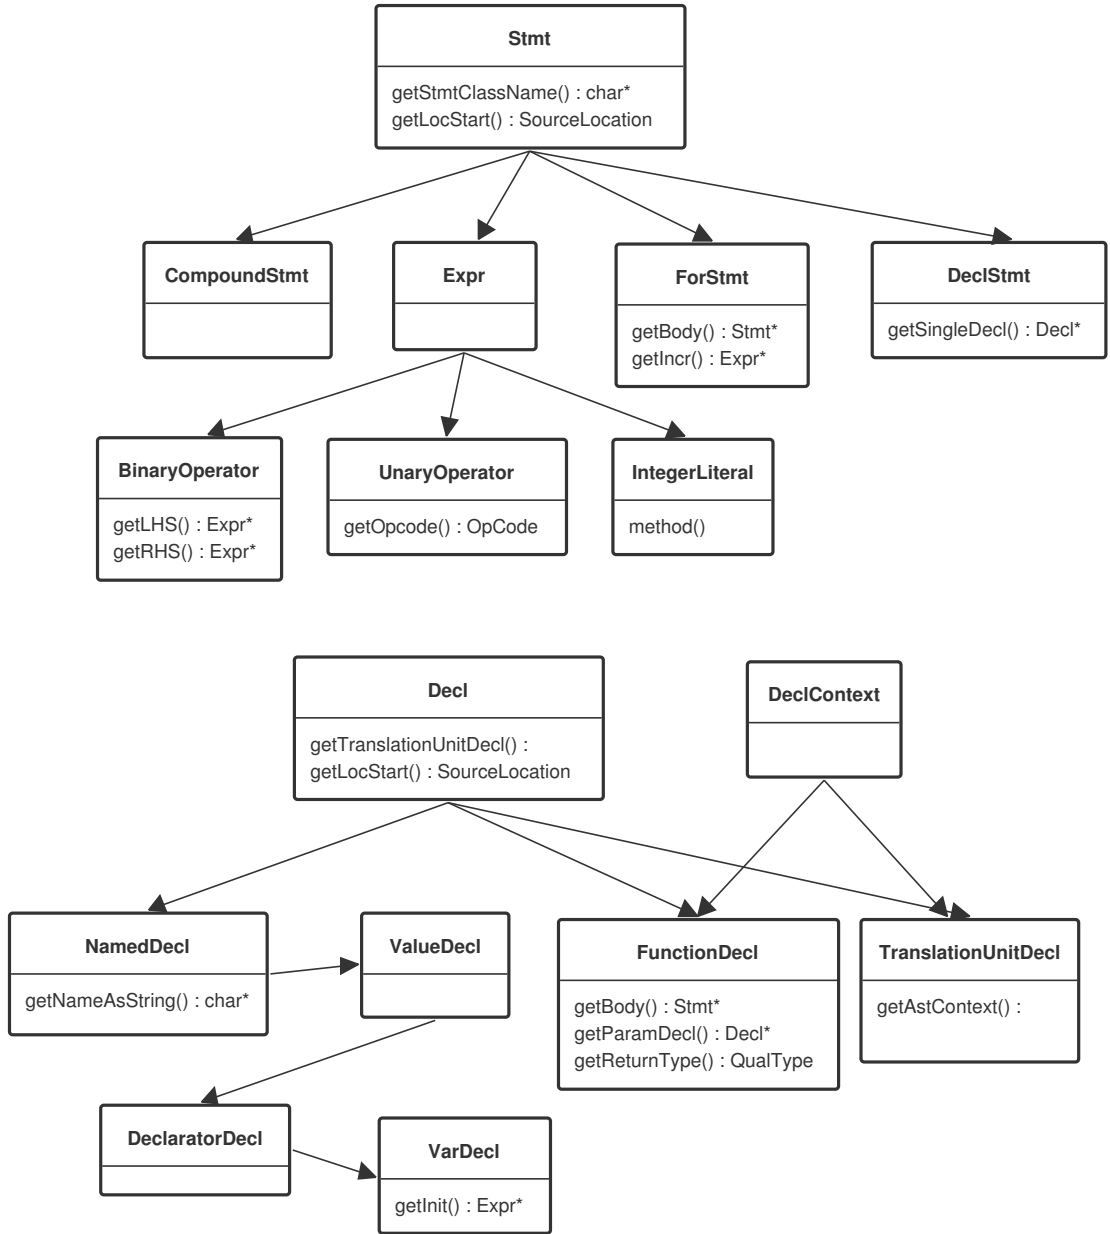 Stmt
getStmtClassName() : char*
getLocStart() : SourceLocation
CompoundStmt
Expr
ForStmt
getBody() : Stmt*
getIncr() : Expr*
DeclStmt
getSingleDecl() : Decl*
BinaryOperator
getLHS() : Expr*
getRHS() : Expr*
UnaryOperator
getOpcode() : OpCode
IntegerLiteral
method()
Decl
getTranslationUnitDecl() :
getLocStart() : SourceLocation
DeclContext
NamedDecl
getNameAsString() : char*
ValueDecl
FunctionDecl
getBody() : Stmt*
getParamDecl() : Decl*
getReturnType() : QualType
TranslationUnitDecl
getAstContext() :
DeclaratorDecl
VarDecl
getInit() : Expr*